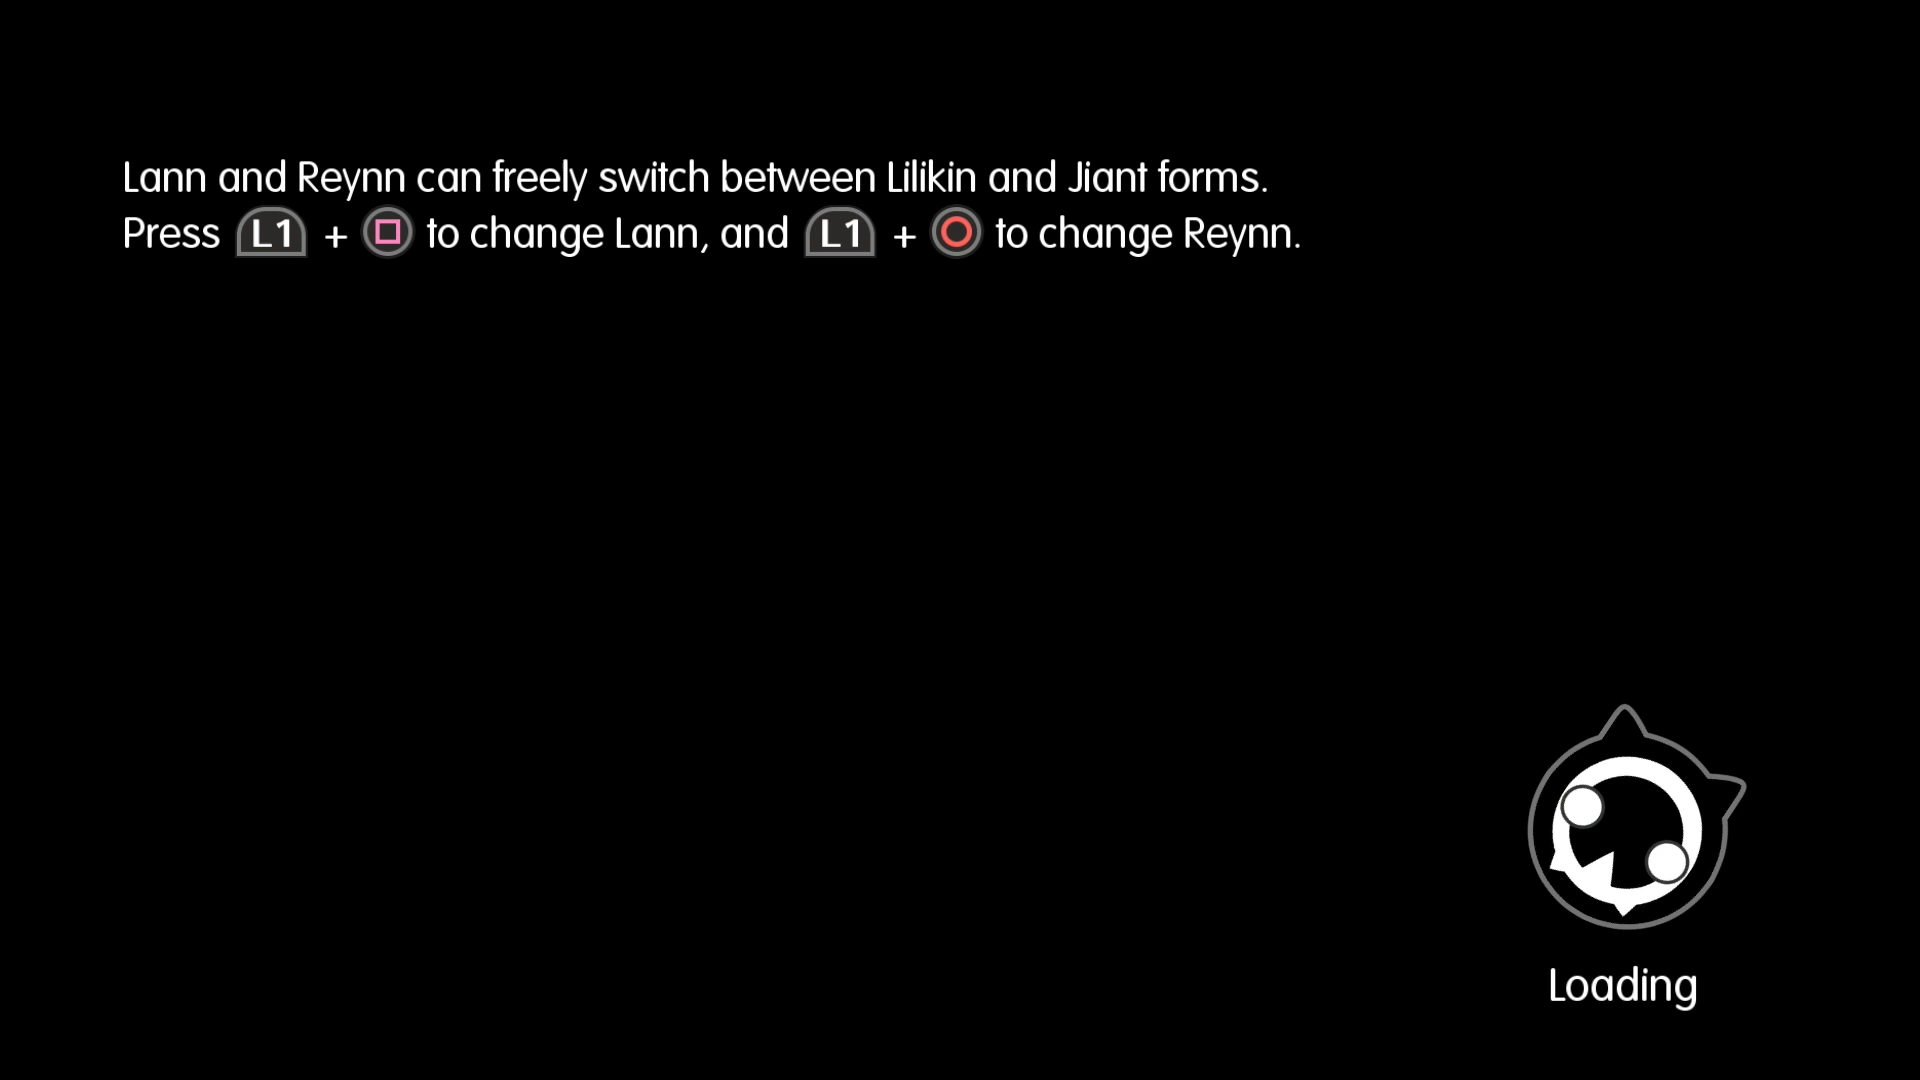 Lann and Reynn can freely switch between Lilikin and Jiant forms.
Press L1 + □ to change Lann, and L1 + ○ to change Reynn.
Loading